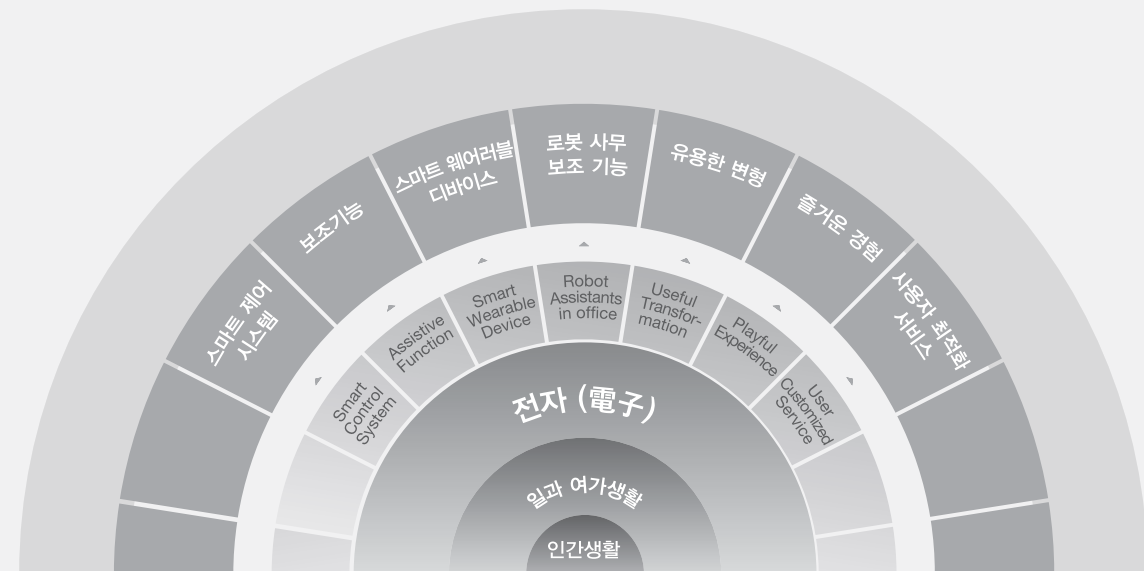 스마트 제어
시스템
보조기능
스마트 웨어러블
디바이스
로봇 사무
보조 기능
유용한 변형
즐거운 경험
사용자 최적화
서비스
Smart
Control
System
Assistive
Function
Smart
Wearable
Device
Robot
Assistants
in office
Useful
Transfor-
mation
Playful
Experience
User
Customized
Service
전자 (電子)
일과 여가생활
인간생활